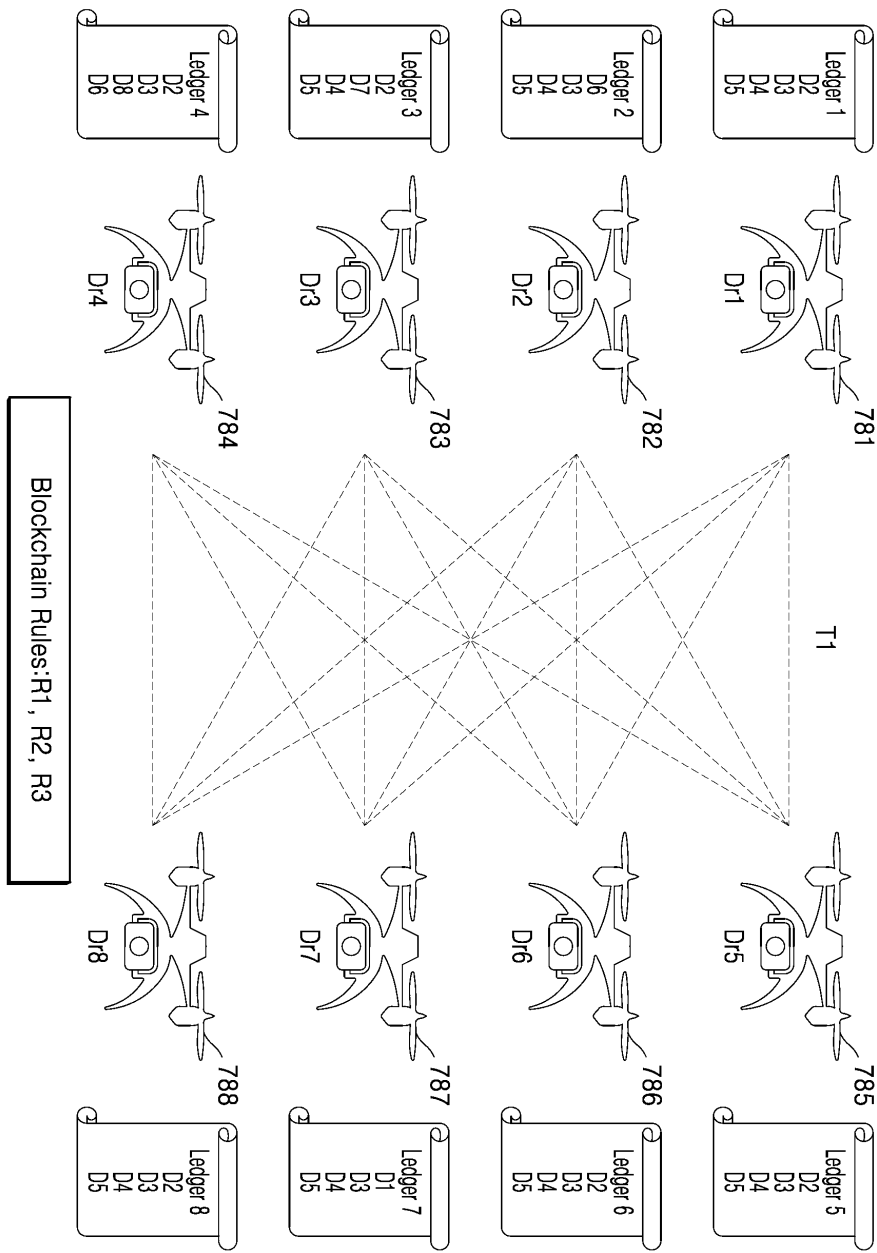 T1
Ledger 1
D2
D3
D4
D5
Dr1
781
Dr5
785
Ledger 5
D2
D3
D4
D5
Ledger 2
D6
D3
D4
D5
Dr2
782
Dr6
786
Ledger 6
D2
D3
D4
D5
Ledger 3
D2
D7
D4
D5
Dr3
783
Dr7
787
Ledger 7
D1
D3
D4
D5
Ledger 4
D2
D3
D8
D6
Dr4
784
Dr8
788
Ledger 8
D2
D3
D4
D5
Blockchain Rules:R1, R2, R3